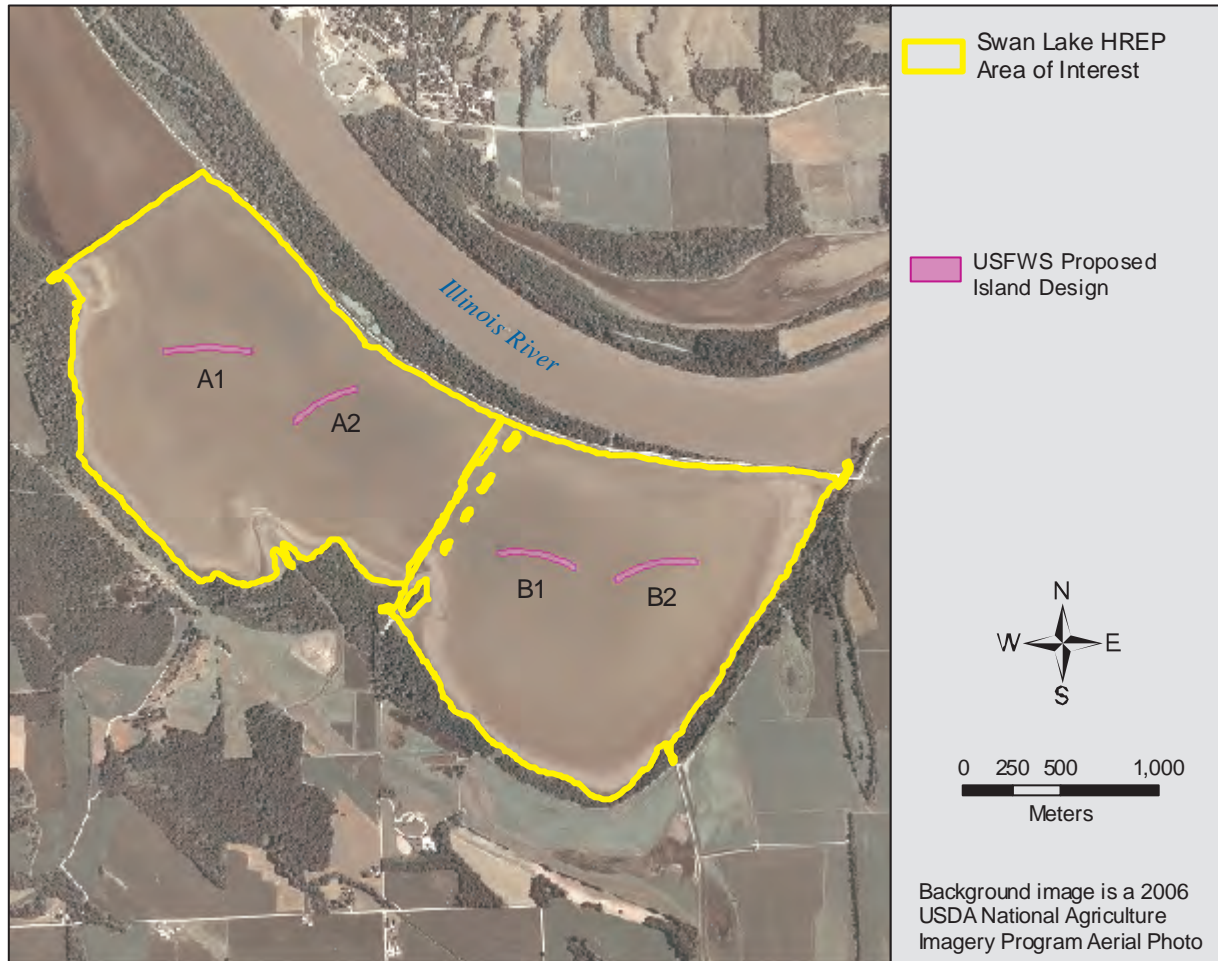 Swan Lake HREP
Area of Interest
USFWS Proposed
Island Design
Illinois River
A1
A2
B1
B2
N
W E
S
0 250 500 1,000
Meters
Background image is a 2006
USDA National Agriculture
Imagery Program Aerial Photo